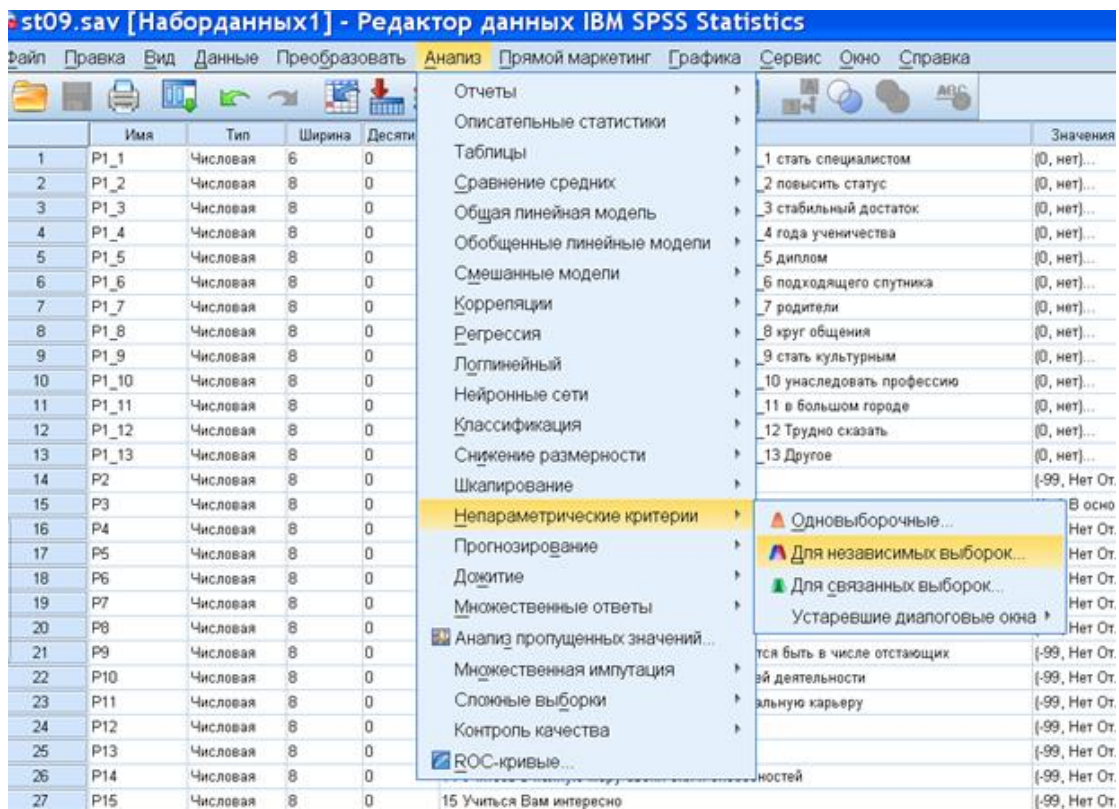 st09.sav [Наборданных1] - Редактор данных IBM SPSS Statistics
Файл Правка Вид Данные Преобразовать Анализ Прямой маркетинг Графика Сервис Окно Справка
Имя Тип Ширина Десяти Значения
1 P1_1 Числовая 6 0 _1 стать специалистом {0, нет}...
2 P1_2 Числовая 8 0 _2 повысить статус {0, нет}...
3 P1_3 Числовая 8 0 _3 стабильный достаток {0, нет}...
4 P1_4 Числовая 8 0 _4 года ученичества {0, нет}...
5 P1_5 Числовая 8 0 _5 диплом {0, нет}...
6 P1_6 Числовая 8 0 _6 подходящего спутника {0, нет}...
7 P1_7 Числовая 8 0 _7 родители {0, нет}...
8 P1_8 Числовая 8 0 _8 круг общения {0, нет}...
9 P1_9 Числовая 8 0 _9 стать культурным {0, нет}...
10 P1_10 Числовая 8 0 _10 унаследовать профессию {0, нет}...
11 P1_11 Числовая 8 0 _11 в большом городе {0, нет}...
12 P1_12 Числовая 8 0 _12 Трудно сказать {0, нет}...
13 P1_13 Числовая 8 0 _13 Другое {0, нет}...
14 P2 Числовая 8 0 {-99, Нет От.
15 P3 Числовая 8 0 В осно
16 P4 Числовая 8 0 Нет От.
17 P5 Числовая 8 0 Нет От.
18 P6 Числовая 8 0 Нет От.
19 P7 Числовая 8 0 Нет От.
20 P8 Числовая 8 0 Нет От.
21 P9 Числовая 8 0 тся быть в числе отстающих {-99, Нет От.
22 P10 Числовая 8 0 ей деятельности {-99, Нет От.
23 P11 Числовая 8 0 альную карьеру {-99, Нет От.
24 P12 Числовая 8 0 {-99, Нет От.
25 P13 Числовая 8 0 {-99, Нет От.
26 P14 Числовая 8 0 ностей {-99, Нет От.
27 P15 Числовая 8 0 15 Учиться Вам интересно {-99, Нет От.
Отчеты
Описательные статистики
Таблицы
Сравнение средних
Общая линейная модель
Обобщенные линейные модели
Смешанные модели
Корреляции
Регрессия
Логлинейный
Нейронные сети
Классификация
Снижение размерности
Шкалирование
Непараметрические критерии
Прогнозирование
Дожитие
Множественные ответы
Анализ пропущенных значений...
Множественная импутация
Сложные выборки
Контроль качества
ROC-кривые...
Одновыборочные...
Для независимых выборок...
Для связанных выборок...
Устаревшие диалоговые окна